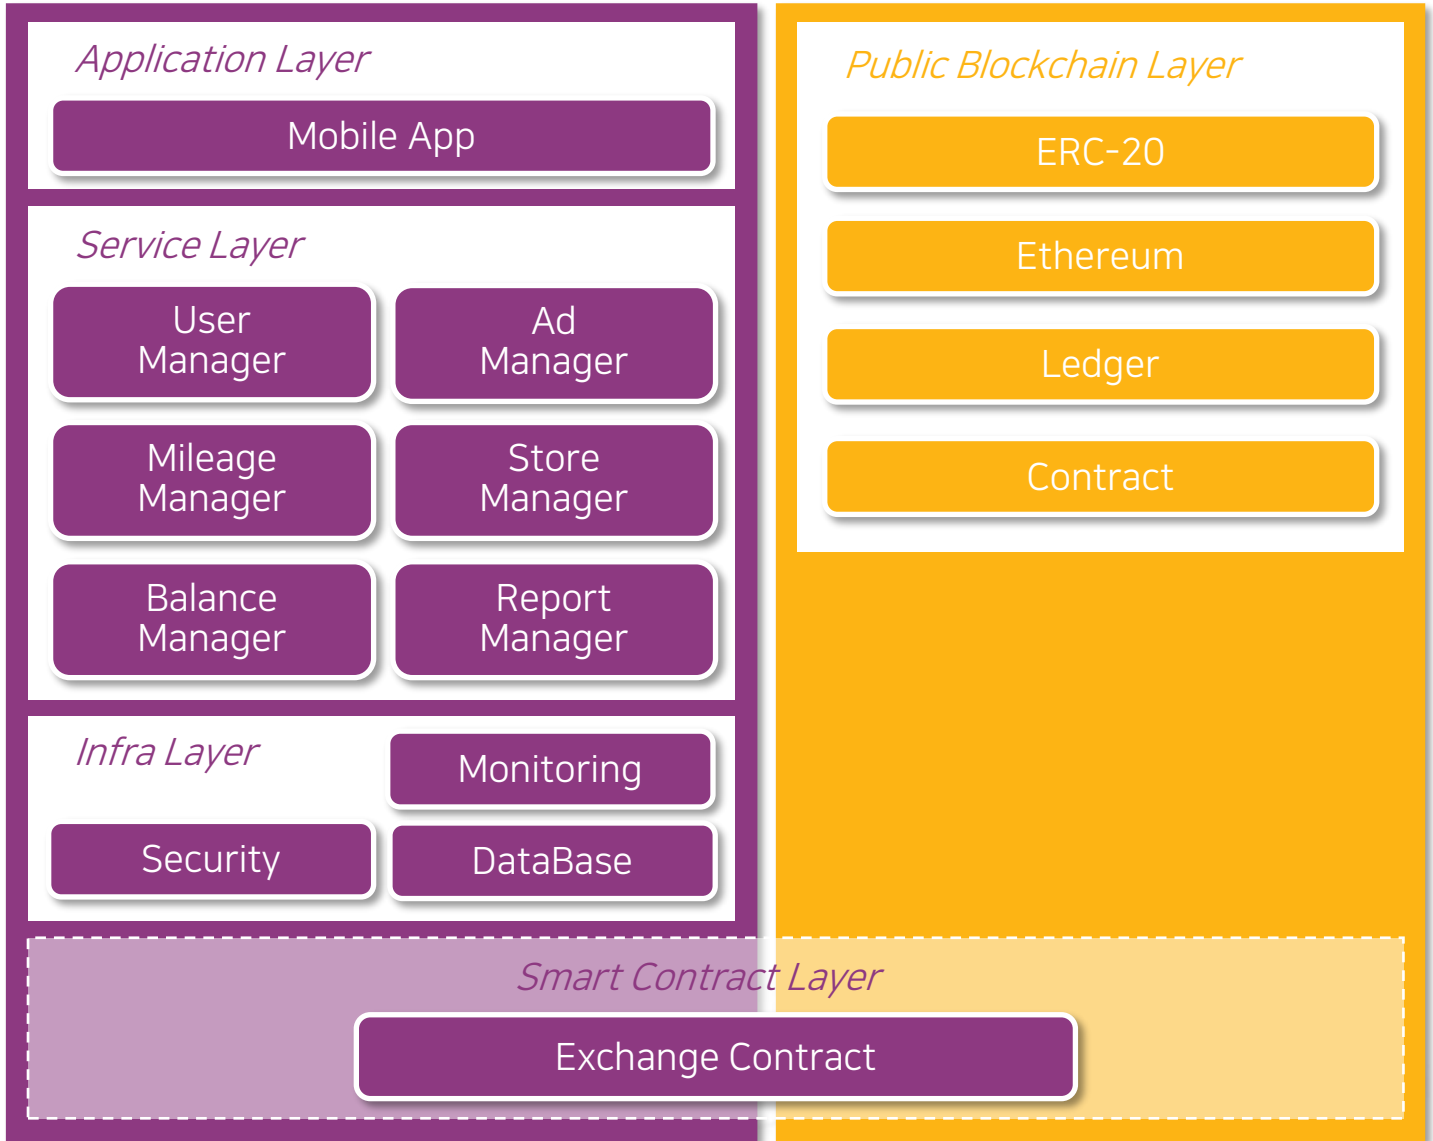 Application Layer
Mobile App
Service Layer
User
Manager
Ad
Manager
Mileage
Manager
Store
Manager
Balance
Manager
Report
Manager
Infra Layer
Monitoring
Security
DataBase
Public Blockchain Layer
ERC-20
Ethereum
Ledger
Contract
Smart Contract Layer
Exchange Contract